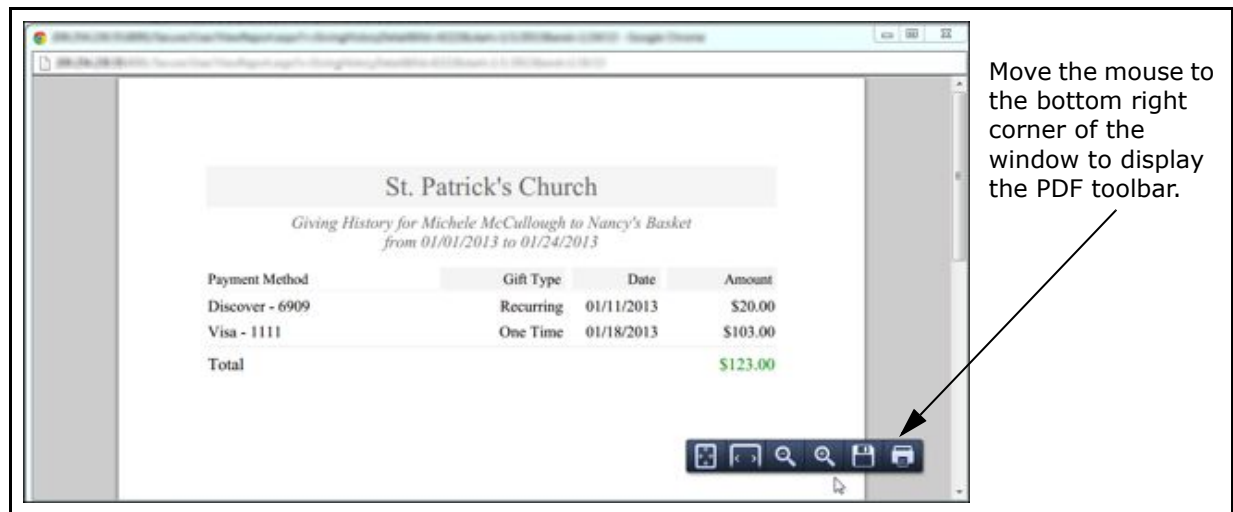 Google Chrome
Move the mouse to
the bottom right
corner of the
window to display
the PDF toolbar.
St. Patrick's Church
Giving History for Michele McCullough to Nancy's Basket
from 01/01/2013 to 01/24/2013
Payment Method Gift Type Date Amount
Discover - 6909 Recurring 01/11/2013 $20.00
Visa - 1111 One Time 01/18/2013 $103.00
Total $123.00